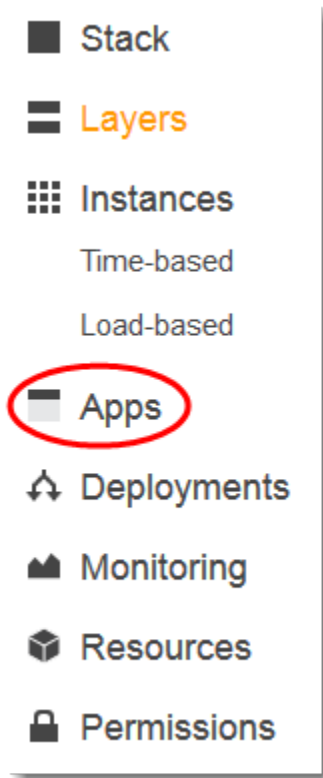 Stack
Layers
Instances
Time-based
Load-based
Apps
Deployments
Monitoring
Resources
Permissions